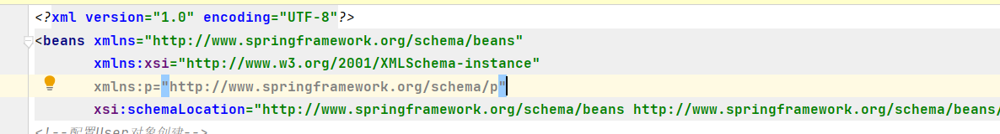 <?xml version="1.0" encoding="UTF-8"?>
<beans xmlns="http://www.springframework.org/schema/beans"
xmlns:xsi="http://www.w3.org/2001/XMLSchema-instance"
xmlns:p="http://www.springframework.org/schema/p"
xsi:schemaLocation="http://www.springframework.org/schema/beans http://www.springframework.org/schema/beans/
<!--配置User对象创建-->